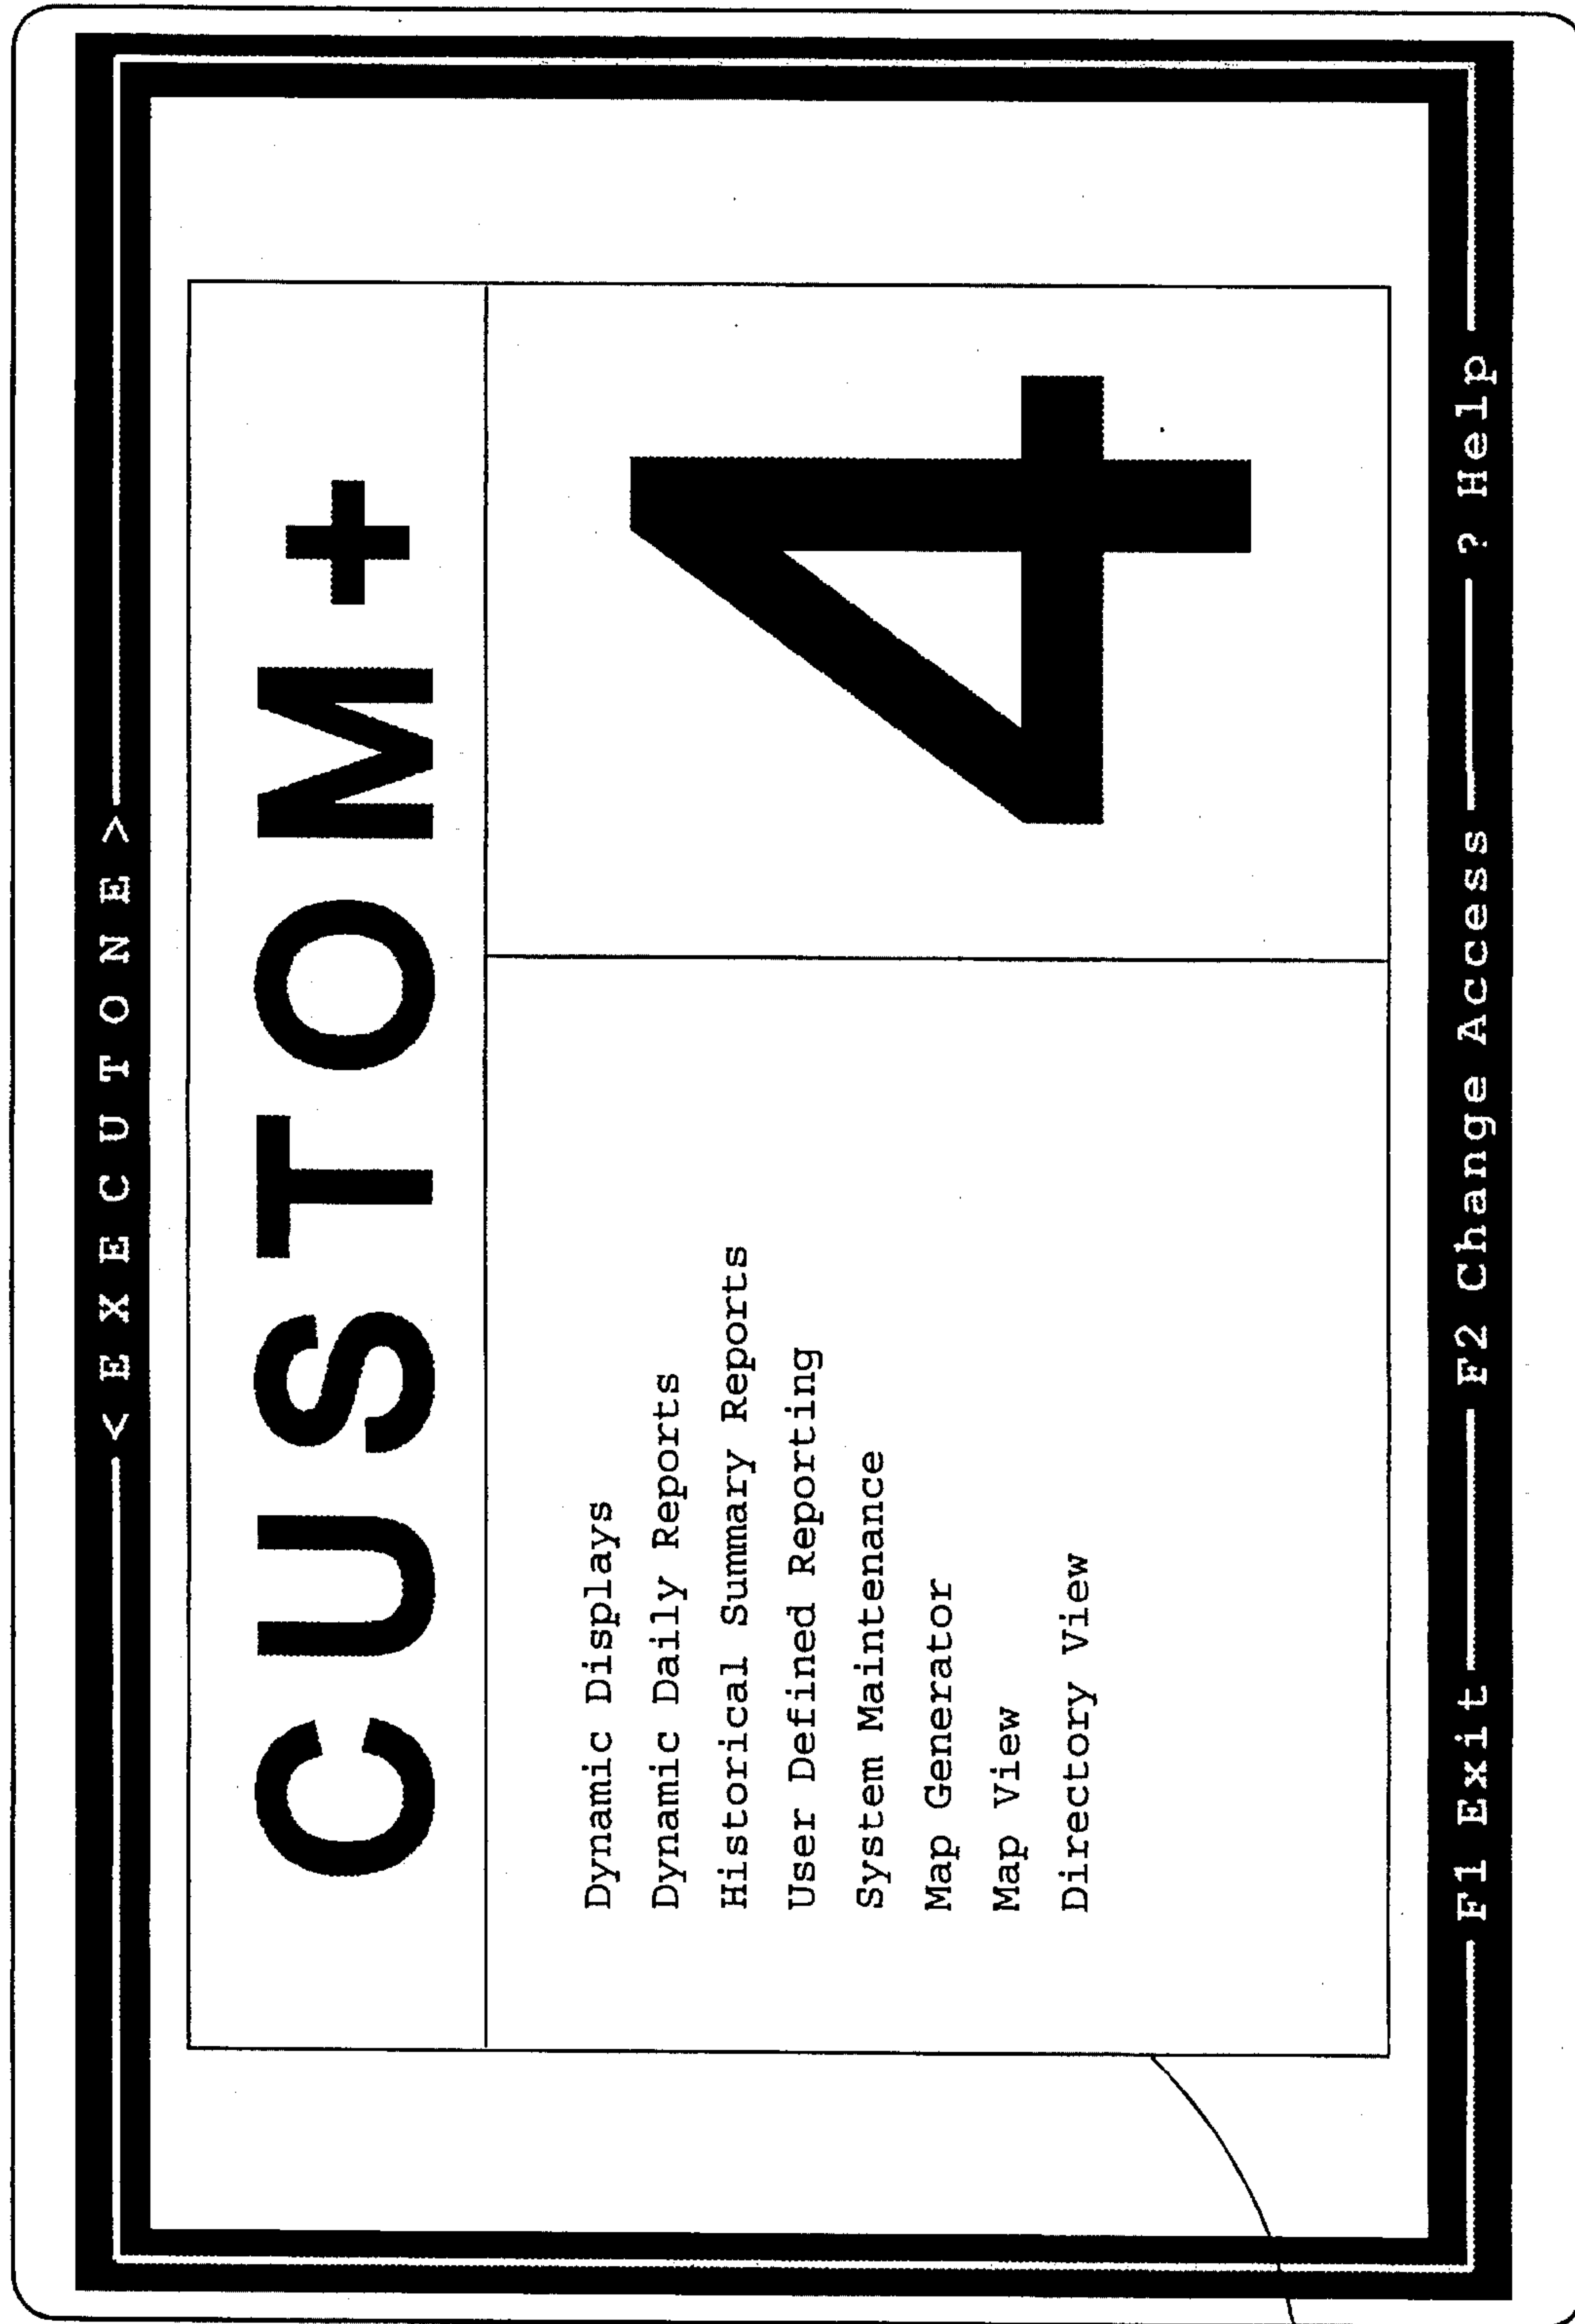 < E X E C U T O N E >
CUSTOM+
Dynamic Displays
Dynamic Daily Reports
Historical Summary Reports
User Defined Reporting
System Maintenance
Map Generator
Map View
Directory View
4
F1 Exit F2 Change Access ? Help